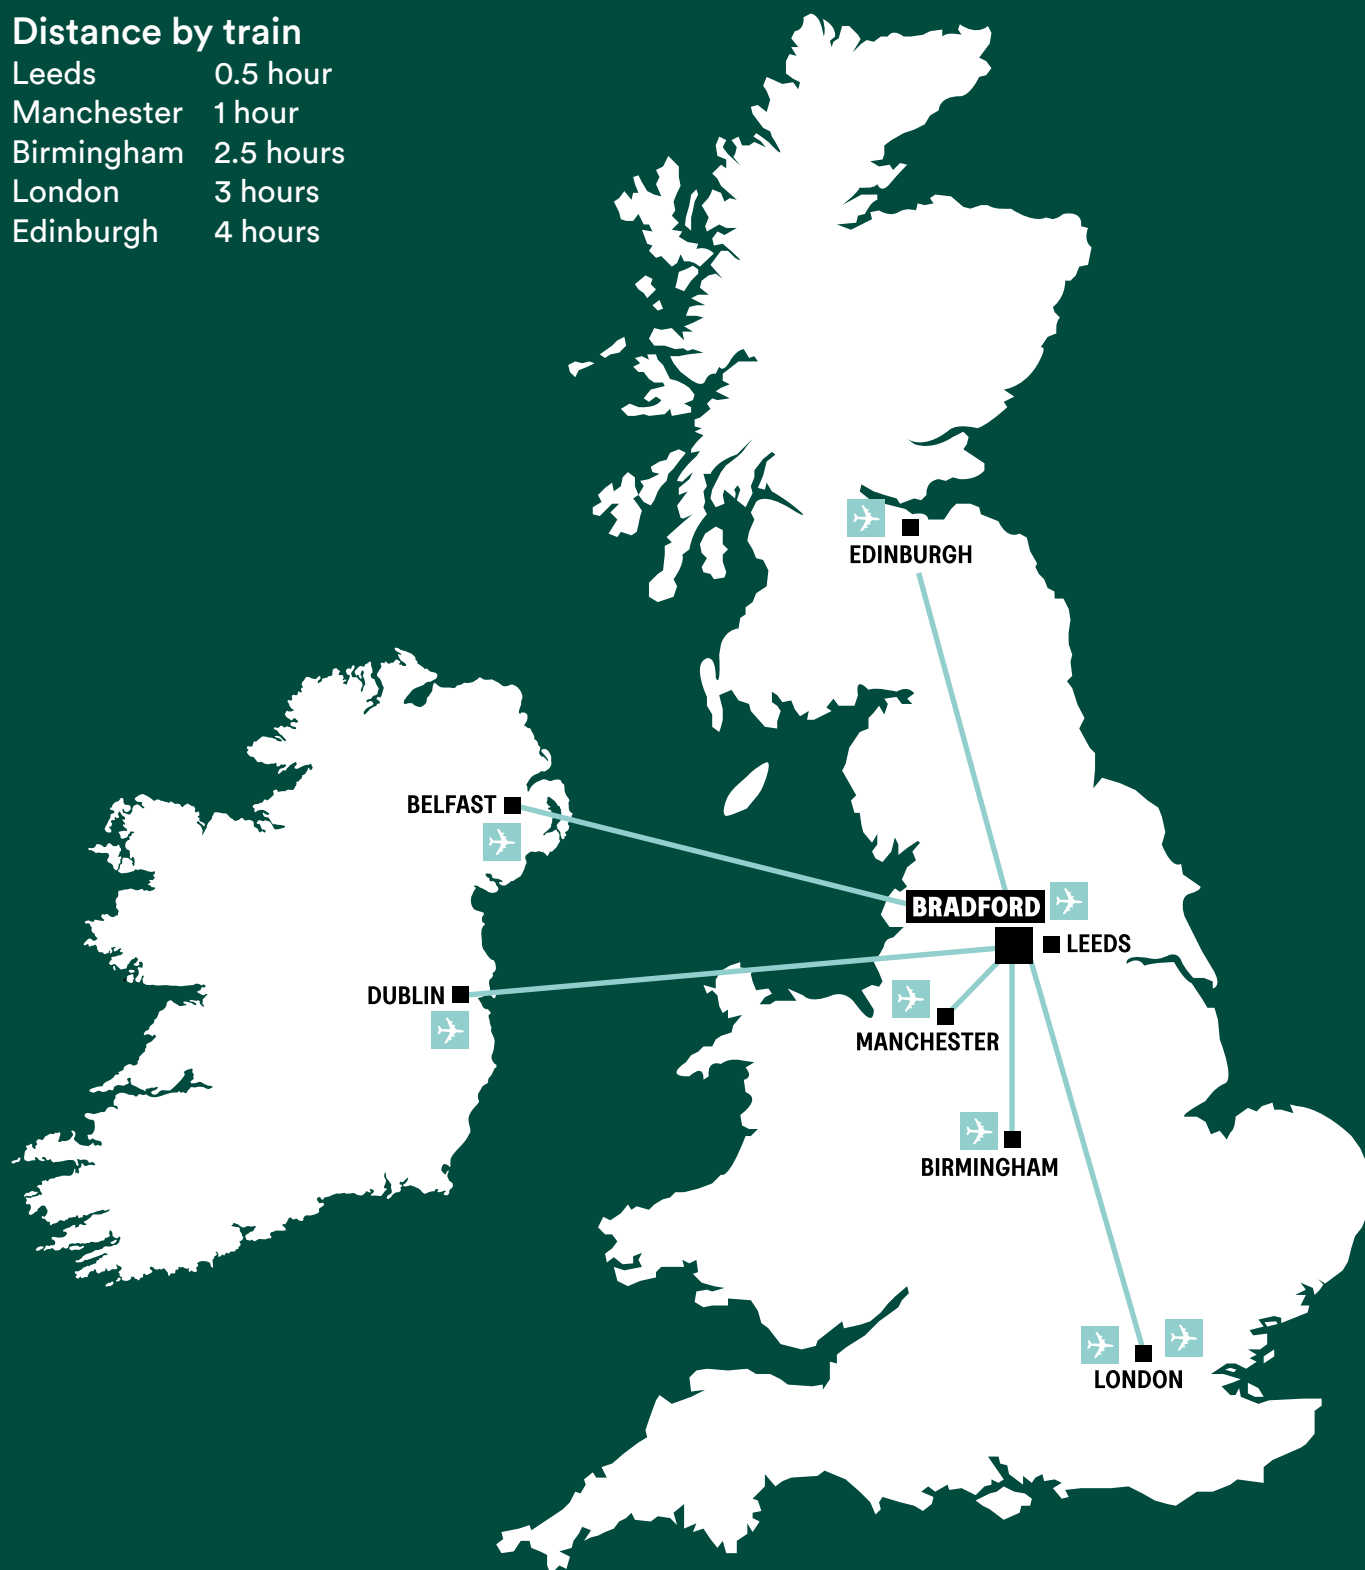 Distance by train
Leeds 0.5 hour
Manchester 1 hour
Birmingham 2.5 hours
London 3 hours
Edinburgh 4 hours
EDINBURGH
BELFAST
BRADFORD
LEEDS
DUBLIN
MANCHESTER
BIRMINGHAM
LONDON